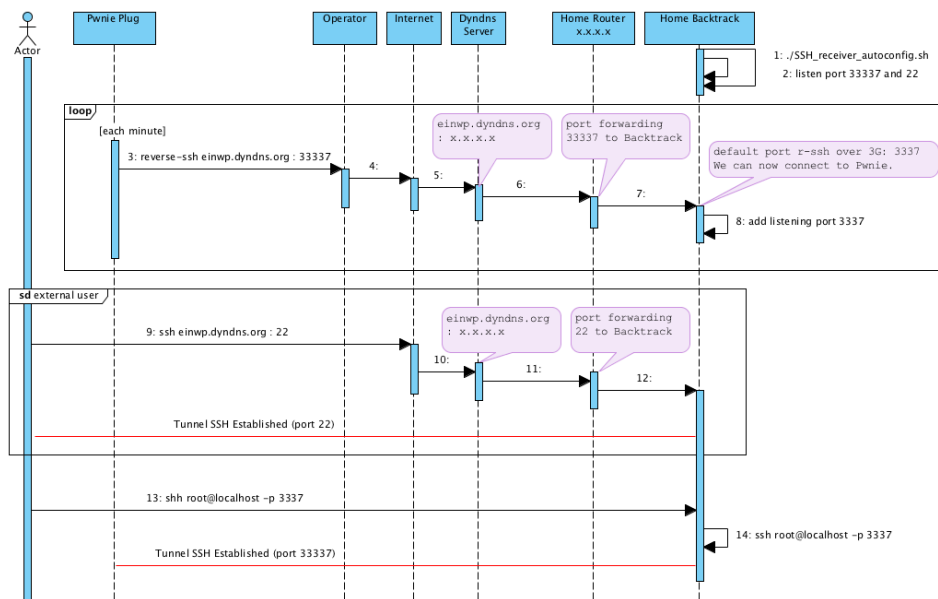 Pwnie Plug
Operator
Internet
Dyndns
Server
Home Router
x.x.x.x
Home Backtrack
Actor
1: ./SSH_receiver_autoconfig.sh
2: listen port 33337 and 22
loop
[each minute]
einwp.dyndns.org
: x.x.x.x
port forwarding
33337 to Backtrack
default port r-ssh over 3G: 3337
We can now connect to Pwnie.
3: reverse-ssh einwp.dyndns.org : 33337
4:
5:
6:
7:
8: add listening port 3337
sd external user
einwp.dyndns.org
: x.x.x.x
port forwarding
22 to Backtrack
9: ssh einwp.dyndns.org : 22
10:
11:
12:
Tunnel SSH Established (port 22)
13: shh root@localhost -p 3337
14: ssh root@localhost -p 3337
Tunnel SSH Established (port 33337)